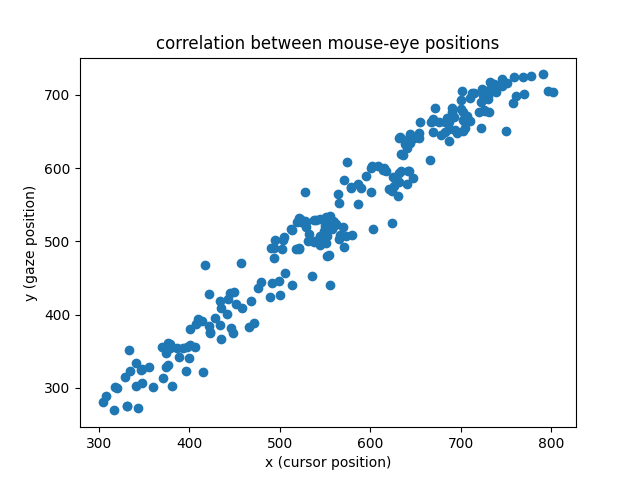 correlation between mouse-eye positions
y (gaze position)
700
600
500
400
300
300 400 500 600 700 800
x (cursor position)